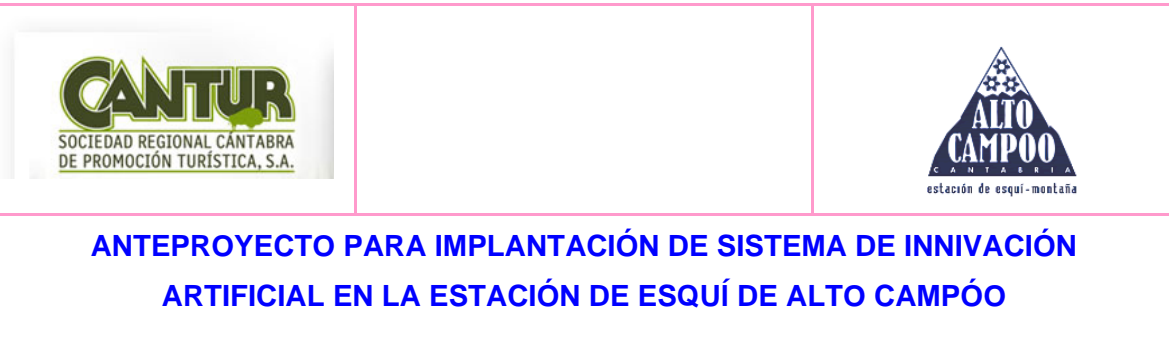 CANTUR
SOCIEDAD REGIONAL CÁNTABRA
DE PROMOCIÓN TURÍSTICA, S.A.
ALTO
CAMPOO
CANTABRIA
estación de esquí-montaña
ANTEPROYECTO PARA IMPLANTACIÓN DE SISTEMA DE INNIVACIÓN
ARTIFICIAL EN LA ESTACIÓN DE ESQUÍ DE ALTO CAMPÓO